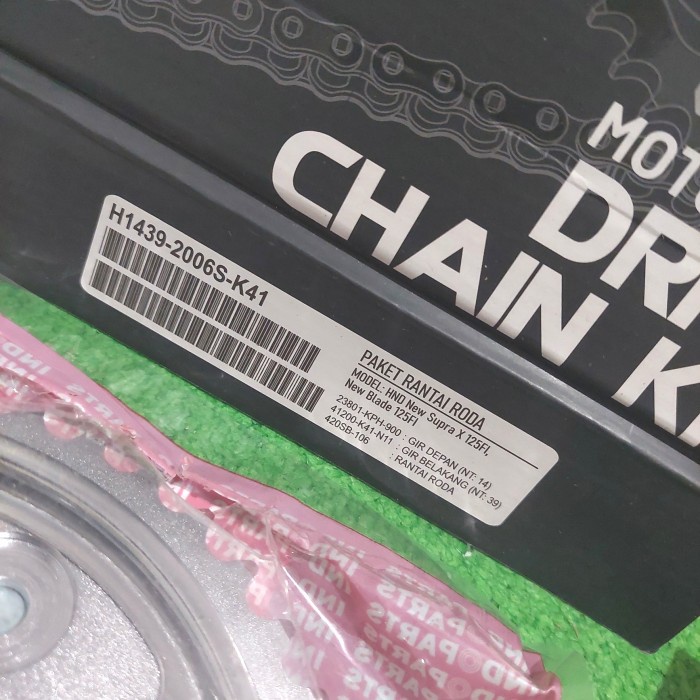 MOTO
DRI
CHAIN K
H1439-2006S-K41
PAKET RANTAI RODA
MODEL: HND New Supra X 125FI,
New Blade 125FI
23801-KPH-900 : GIR DEPAN (NT: 14)
41200-K41-N11 : GIR BELAKANG (NT: 39)
420SB-106 : RANTAI RODA
INDOPARTS